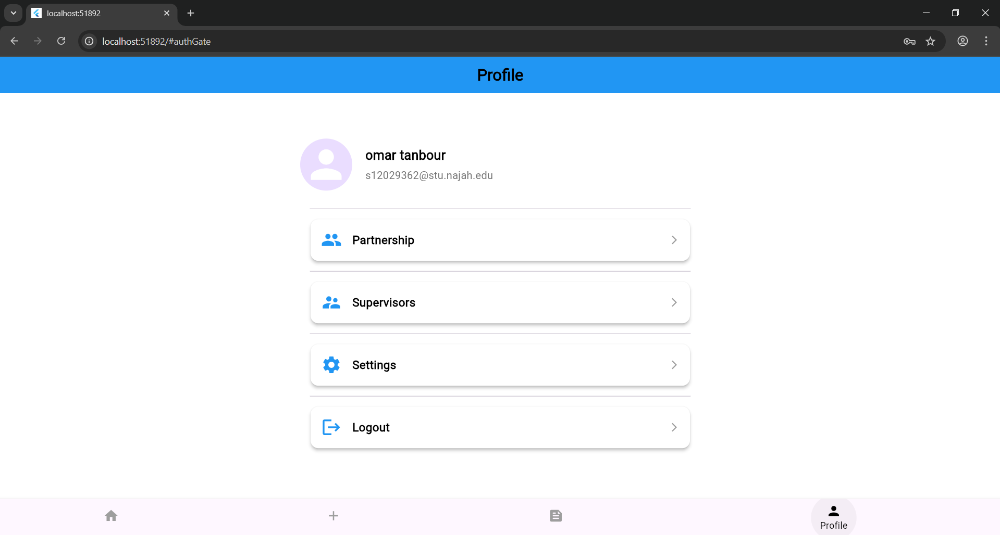 localhost:51892
localhost:51892/#authGate
Profile
omar tanbour
s12029362@stu.najah.edu
Partnership
Supervisors
Settings
Logout
Profile